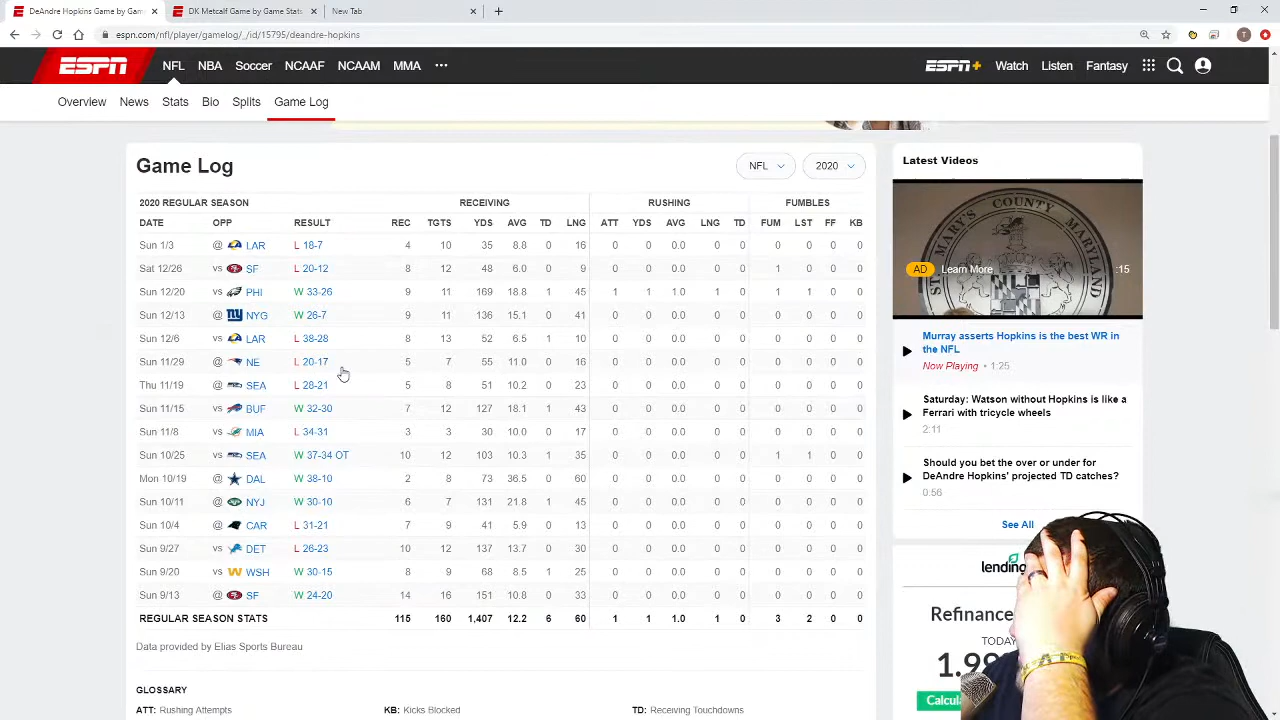 DeAndre Hopkins Game by Gam
DK Metcalf Game by Game Stats
New Tab
espn.com/nfl/player/gamelog/_/id/15795/deandre-hopkins
T
ESPN
NFL NBA Soccer NCAAF NCAAM MMA
ESPN+ Watch Listen Fantasy
Overview News Stats Bio Splits Game Log
Game Log
NFL 2020
2020 REGULAR SEASON RECEIVING RUSHING FUMBLES
DATE OPP RESULT REC TGTS YDS AVG TD LNG ATT YDS AVG LNG TD FUM LST FF KB
Sun 1/3 @ LAR L 18-7 4 10 35 8.8 0 16 0 0 0.0 0 0 0 0 0 0
Sat 12/26 vs SF L 20-12 8 12 48 6.0 0 9 0 0 0.0 0 0 1 0 0 0
Sun 12/20 vs PHI W 33-26 9 11 169 18.8 1 45 1 1 1.0 1 0 1 1 0 0
Sun 12/13 @ NYG W 26-7 9 11 136 15.1 0 41 0 0 0.0 0 0 0 0 0 0
Sun 12/6 vs LAR L 38-28 8 13 52 6.5 1 10 0 0 0.0 0 0 0 0 0 0
Sun 11/29 @ NE L 20-17 5 7 55 11.0 0 16 0 0 0.0 0 0 0 0 0 0
Thu 11/19 @ SEA L 28-21 5 8 51 10.2 0 23 0 0 0.0 0 0 0 0 0 0
Sun 11/15 vs BUF W 32-30 7 12 127 18.1 1 43 0 0 0.0 0 0 0 0 0 0
Sun 11/8 vs MIA L 34-31 3 3 30 10.0 0 17 0 0 0.0 0 0 0 0 0 0
Sun 10/25 vs SEA W 37-34 OT 10 12 103 10.3 1 35 0 0 0.0 0 0 1 1 0 0
Mon 10/19 @ DAL W 38-10 2 8 73 36.5 0 60 0 0 0.0 0 0 0 0 0 0
Sun 10/11 @ NYJ W 30-10 6 7 131 21.8 1 45 0 0 0.0 0 0 0 0 0 0
Sun 10/4 @ CAR L 31-21 7 9 41 5.9 0 13 0 0 0.0 0 0 0 0 0 0
Sun 9/27 vs DET L 26-23 10 12 137 13.7 0 30 0 0 0.0 0 0 0 0 0 0
Sun 9/20 vs WSH W 30-15 8 9 68 8.5 1 25 0 0 0.0 0 0 0 0 0 0
Sun 9/13 @ SF W 24-20 14 16 151 10.8 0 33 0 0 0.0 0 0 0 0 0 0
REGULAR SEASON STATS 115 160 1,407 12.2 6 60 1 1 1.0 1 0 3 2 0 0
Data provided by Elias Sports Bureau
GLOSSARY
ATT: Rushing Attempts KB: Kicks Blocked TD: Receiving Touchdowns
Latest Videos
MARY'S COUNTY MARYLAND
AD Learn More :15
Murray asserts Hopkins is the best WR in
the NFL
Now Playing • 1:25
Saturday: Watson without Hopkins is like a
Ferrari with tricycle wheels
2:11
Should you bet the over or under for
DeAndre Hopkins' projected TD catches?
0:56
See All
lending
Refinance
TODAY